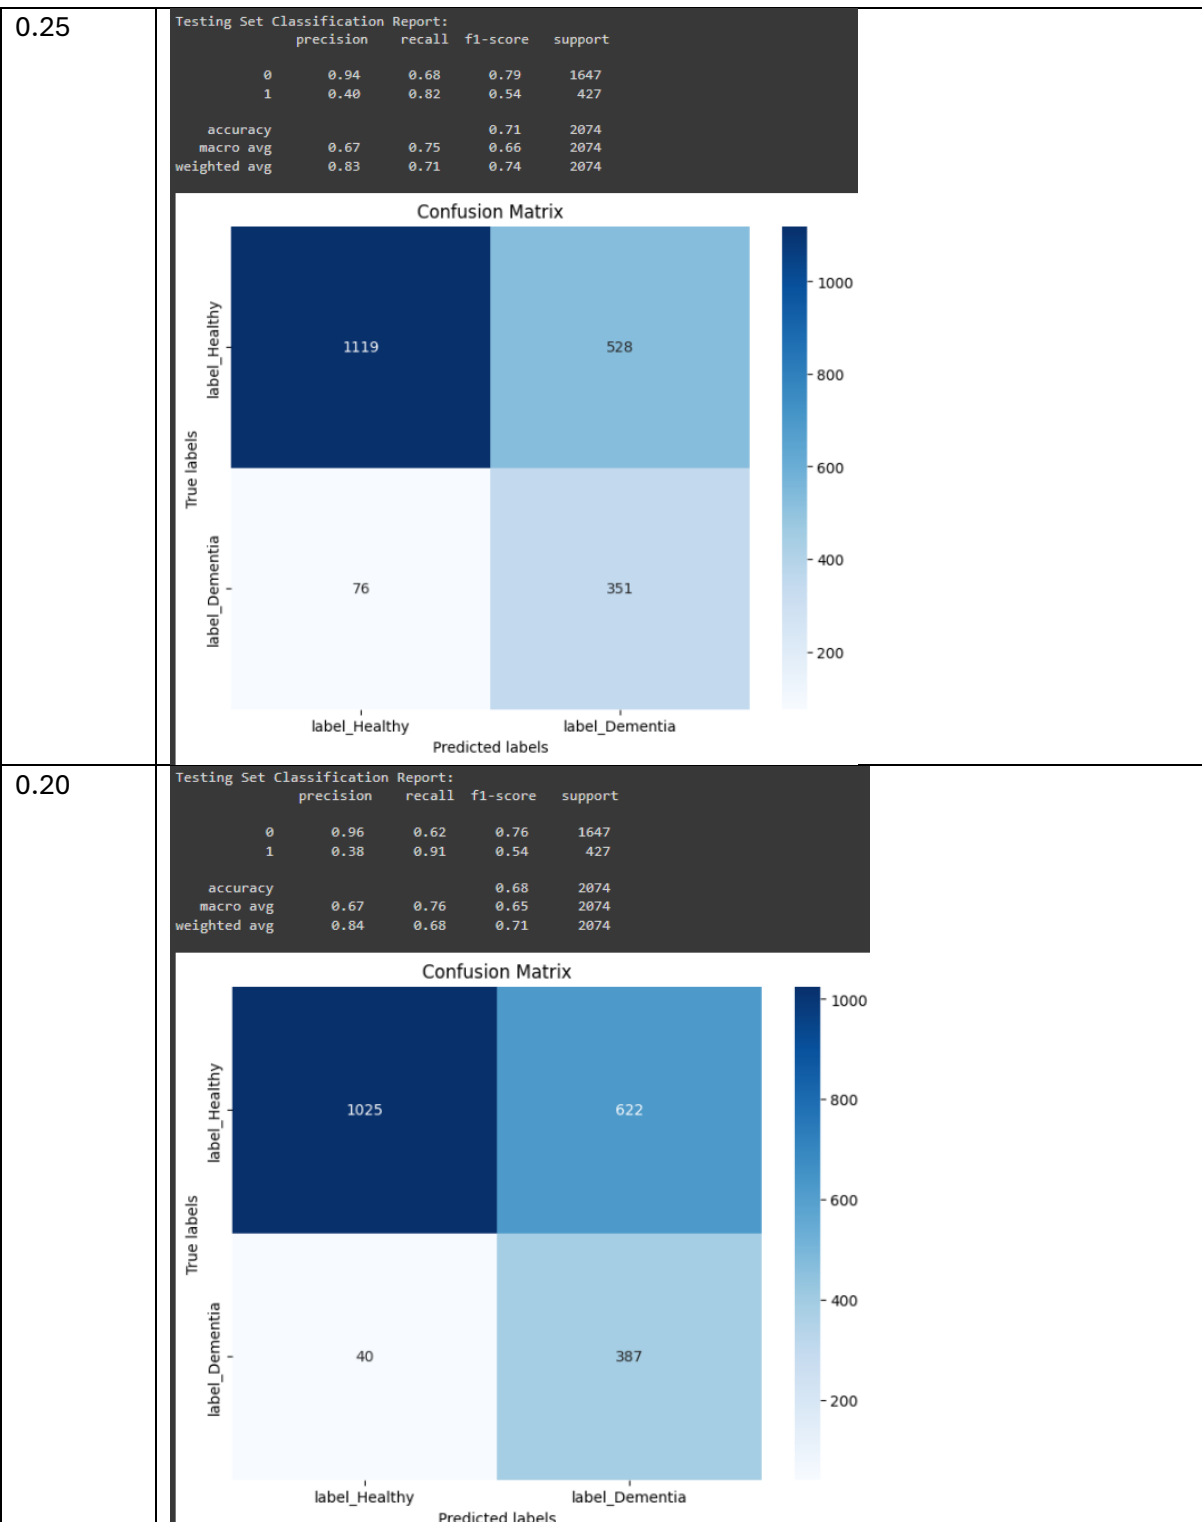 0.25
Testing Set Classification Report:
precision recall f1-score support
0 0.94 0.68 0.79 1647
1 0.40 0.82 0.54 427
accuracy 0.71 2074
macro avg 0.67 0.75 0.66 2074
weighted avg 0.83 0.71 0.74 2074
Confusion Matrix
label_Healthy
label_Dementia
True labels
1119 528
76 351
1000
800
600
400
200
label_Healthy label_Dementia
Predicted labels
0.20
Testing Set Classification Report:
precision recall f1-score support
0 0.96 0.62 0.76 1647
1 0.38 0.91 0.54 427
accuracy 0.68 2074
macro avg 0.67 0.76 0.65 2074
weighted avg 0.84 0.68 0.71 2074
Confusion Matrix
label_Healthy
label_Dementia
True labels
1025 622
40 387
1000
800
600
400
200
label_Healthy label_Dementia
Predicted labels